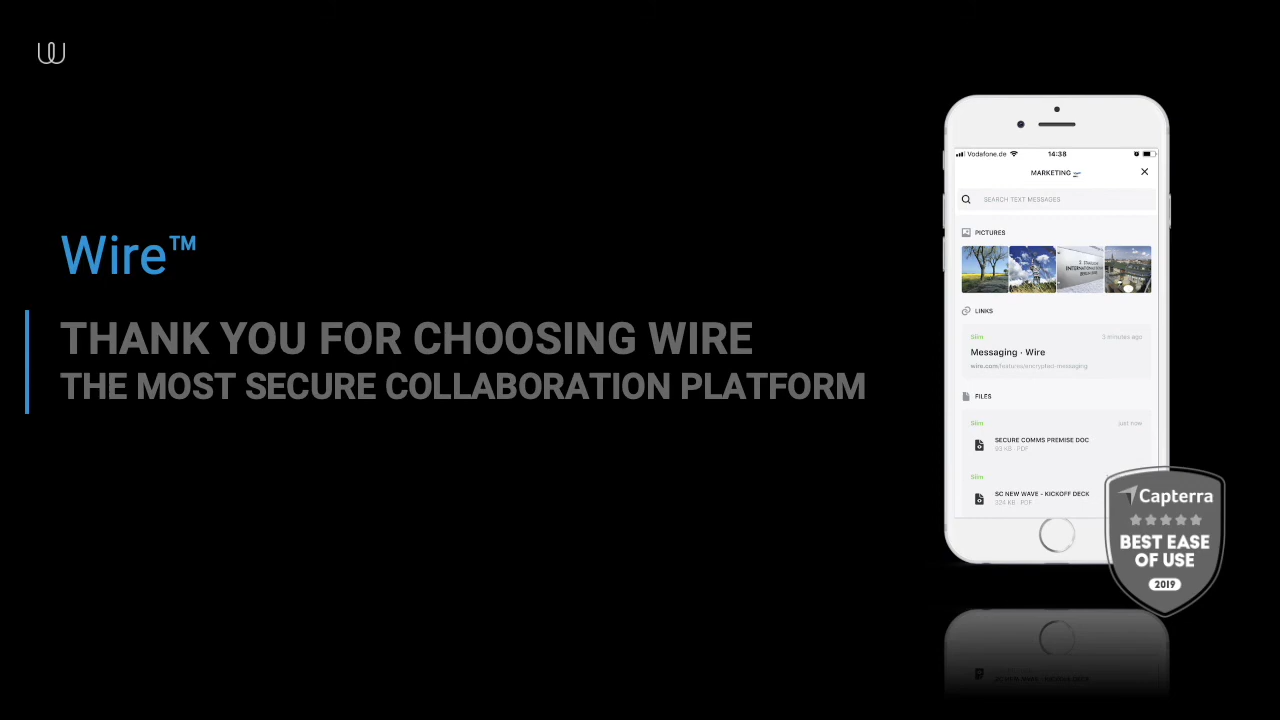 Wire™
THANK YOU FOR CHOOSING WIRE
THE MOST SECURE COLLABORATION PLATFORM
Vodafone.de
14:38
MARKETING
SEARCH TEXT MESSAGES
PICTURES
INTERNATIONAL
LINKS
Slim
3 minutes ago
Messaging · Wire
wire.com/features/encrypted-messaging
FILES
Slim
just now
SECURE COMMS PREMISE DOC
93 KB · PDF
Slim
SC NEW WAVE - KICKOFF DECK
324 KB · PDF
Capterra
BEST EASE
OF USE
2019